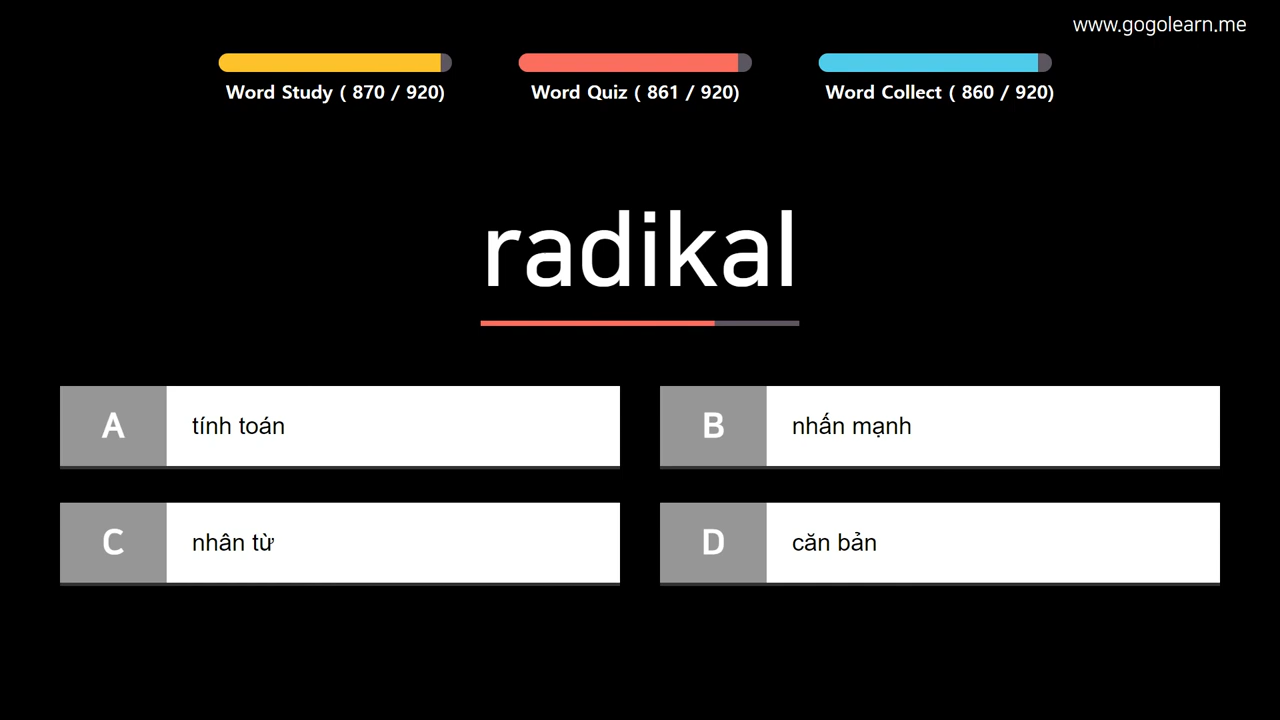 www.gogolearn.me
Word Study ( 870 / 920)
Word Quiz ( 861 / 920)
Word Collect ( 860 / 920)
radikal
A tính toán
B nhấn mạnh
C nhân từ
D căn bản